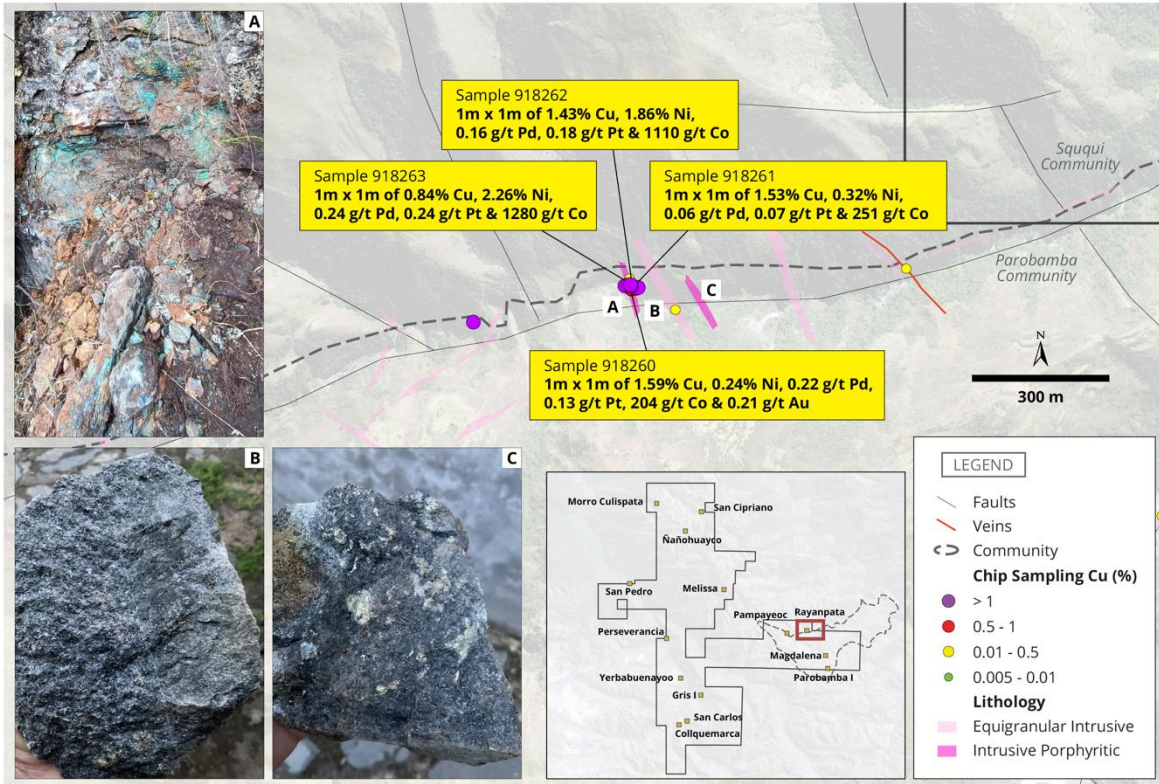 A
Sample 918262
1m x 1m of 1.43% Cu, 1.86% Ni,
0.16 g/t Pd, 0.18 g/t Pt & 1110 g/t Co
Sample 918263
1m x 1m of 0.84% Cu, 2.26% Ni,
0.24 g/t Pd, 0.24 g/t Pt & 1280 g/t Co
Sample 918261
1m x 1m of 1.53% Cu, 0.32% Ni,
0.06 g/t Pd, 0.07 g/t Pt & 251 g/t Co
Sququi
Community
Parobamba
Community
A
B
C
Sample 918260
1m x 1m of 1.59% Cu, 0.24% Ni, 0.22 g/t Pd,
0.13 g/t Pt, 204 g/t Co & 0.21 g/t Au
N
300 m
B
C
Morro Culispata
San Cipriano
Ñañohuayco
San Pedro
Melissa
Pampayeoc
Rayanpata
Perseverancia
Magdalena
Parobamba I
Yerbabuenayoo
Gris I
San Carlos
Collquemarca
LEGEND
Faults
Veins
Community
Chip Sampling Cu (%)
> 1
0.5 - 1
0.01 - 0.5
0.005 - 0.01
Lithology
Equigranular Intrusive
Intrusive Porphyritic